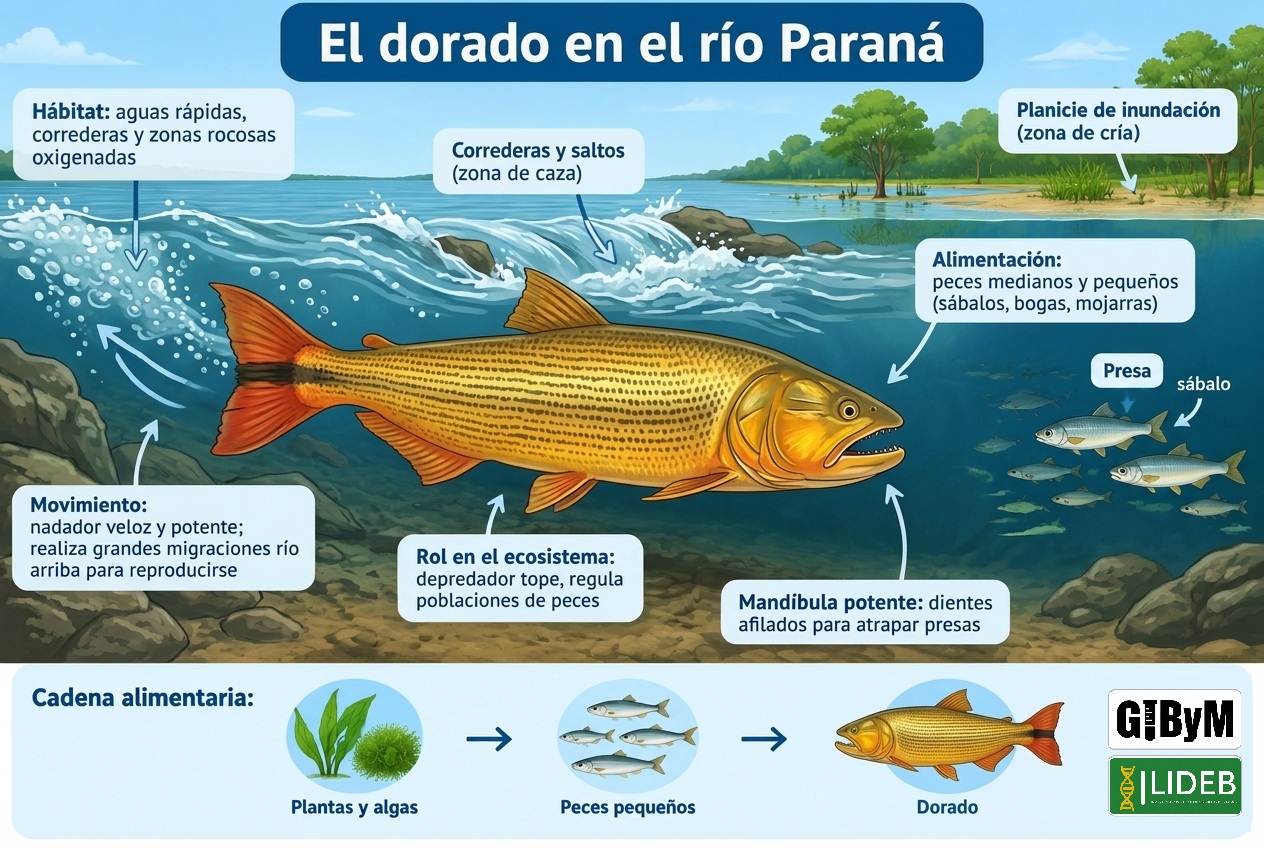 El dorado en el río Paraná
Hábitat: aguas rápidas,
correderas y zonas rocosas
oxigenadas
Correderas y saltos
(zona de caza)
Planicie de inundación
(zona de cría)
Alimentación:
peces medianos y pequeños
(sábalos, bogas, mojarras)
Presa
sábalo
Movimiento:
nadador veloz y potente;
realiza grandes migraciones río
arriba para reproducirse
Rol en el ecosistema:
depredador tope, regula
poblaciones de peces
Mandíbula potente: dientes
afilados para atrapar presas
Cadena alimentaria:
Plantas y algas
Peces pequeños
Dorado
GIByM
LIDEB